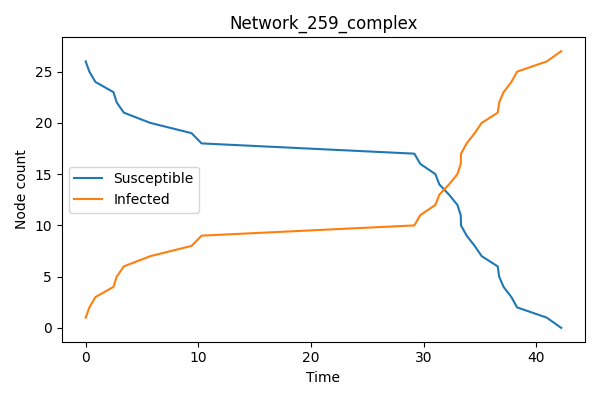 Network_259_complex
Node count
25
20
15
10
5
0
Susceptible
Infected
0 10 20 30 40
Time